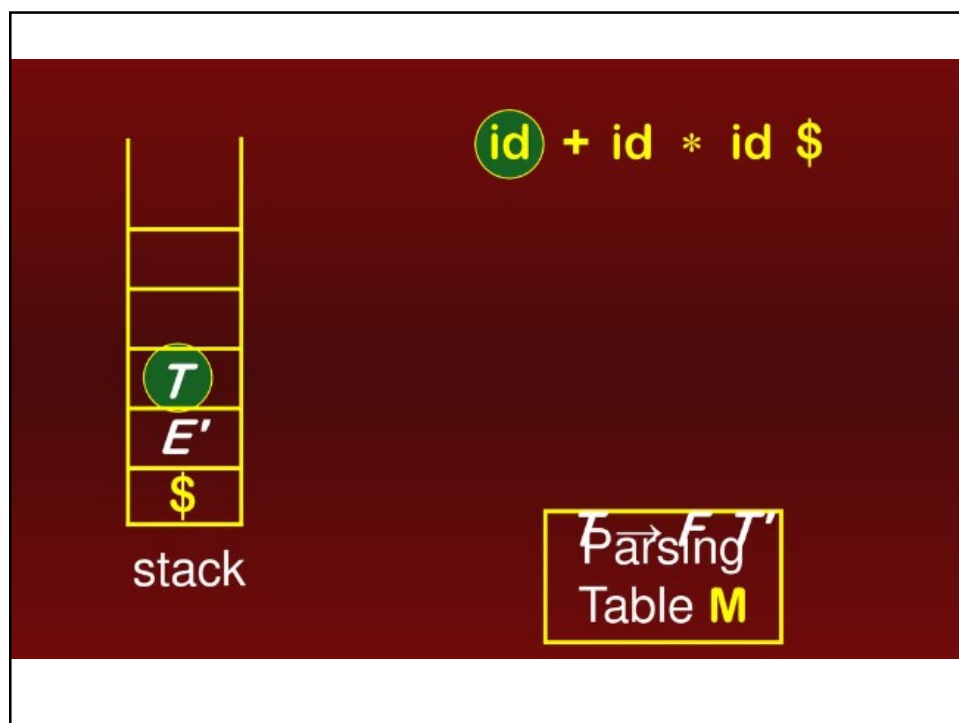 id + id * id $
T
E'
$
stack
T → F T'
Parsing
Table M